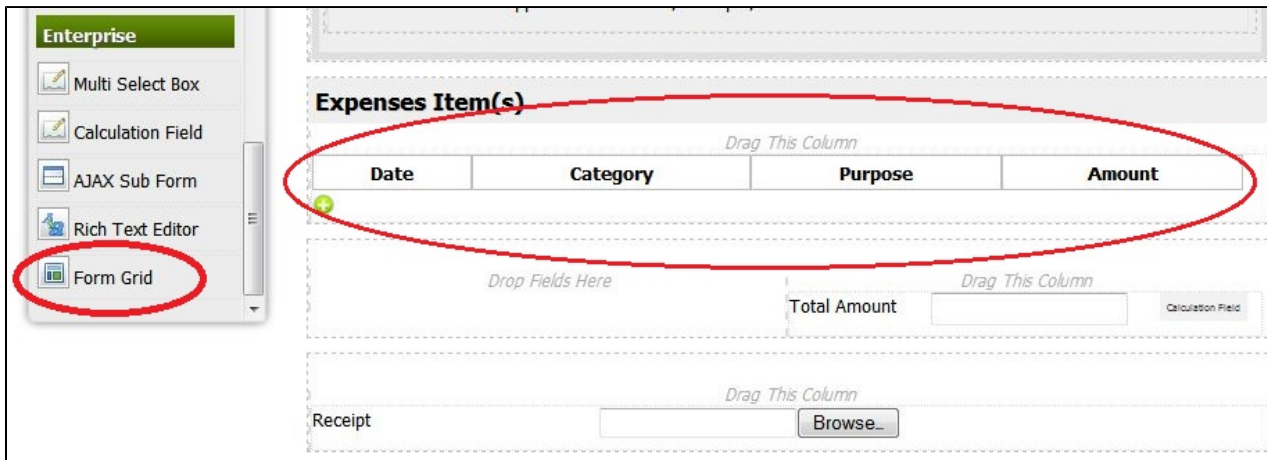 Enterprise
Multi Select Box
Calculation Field
AJAX Sub Form
Rich Text Editor
Form Grid
Expenses Item(s)
Drag This Column
Date Category Purpose Amount
Drop Fields Here Drag This Column
Total Amount Calculation Field
Drag This Column
Receipt Browse...